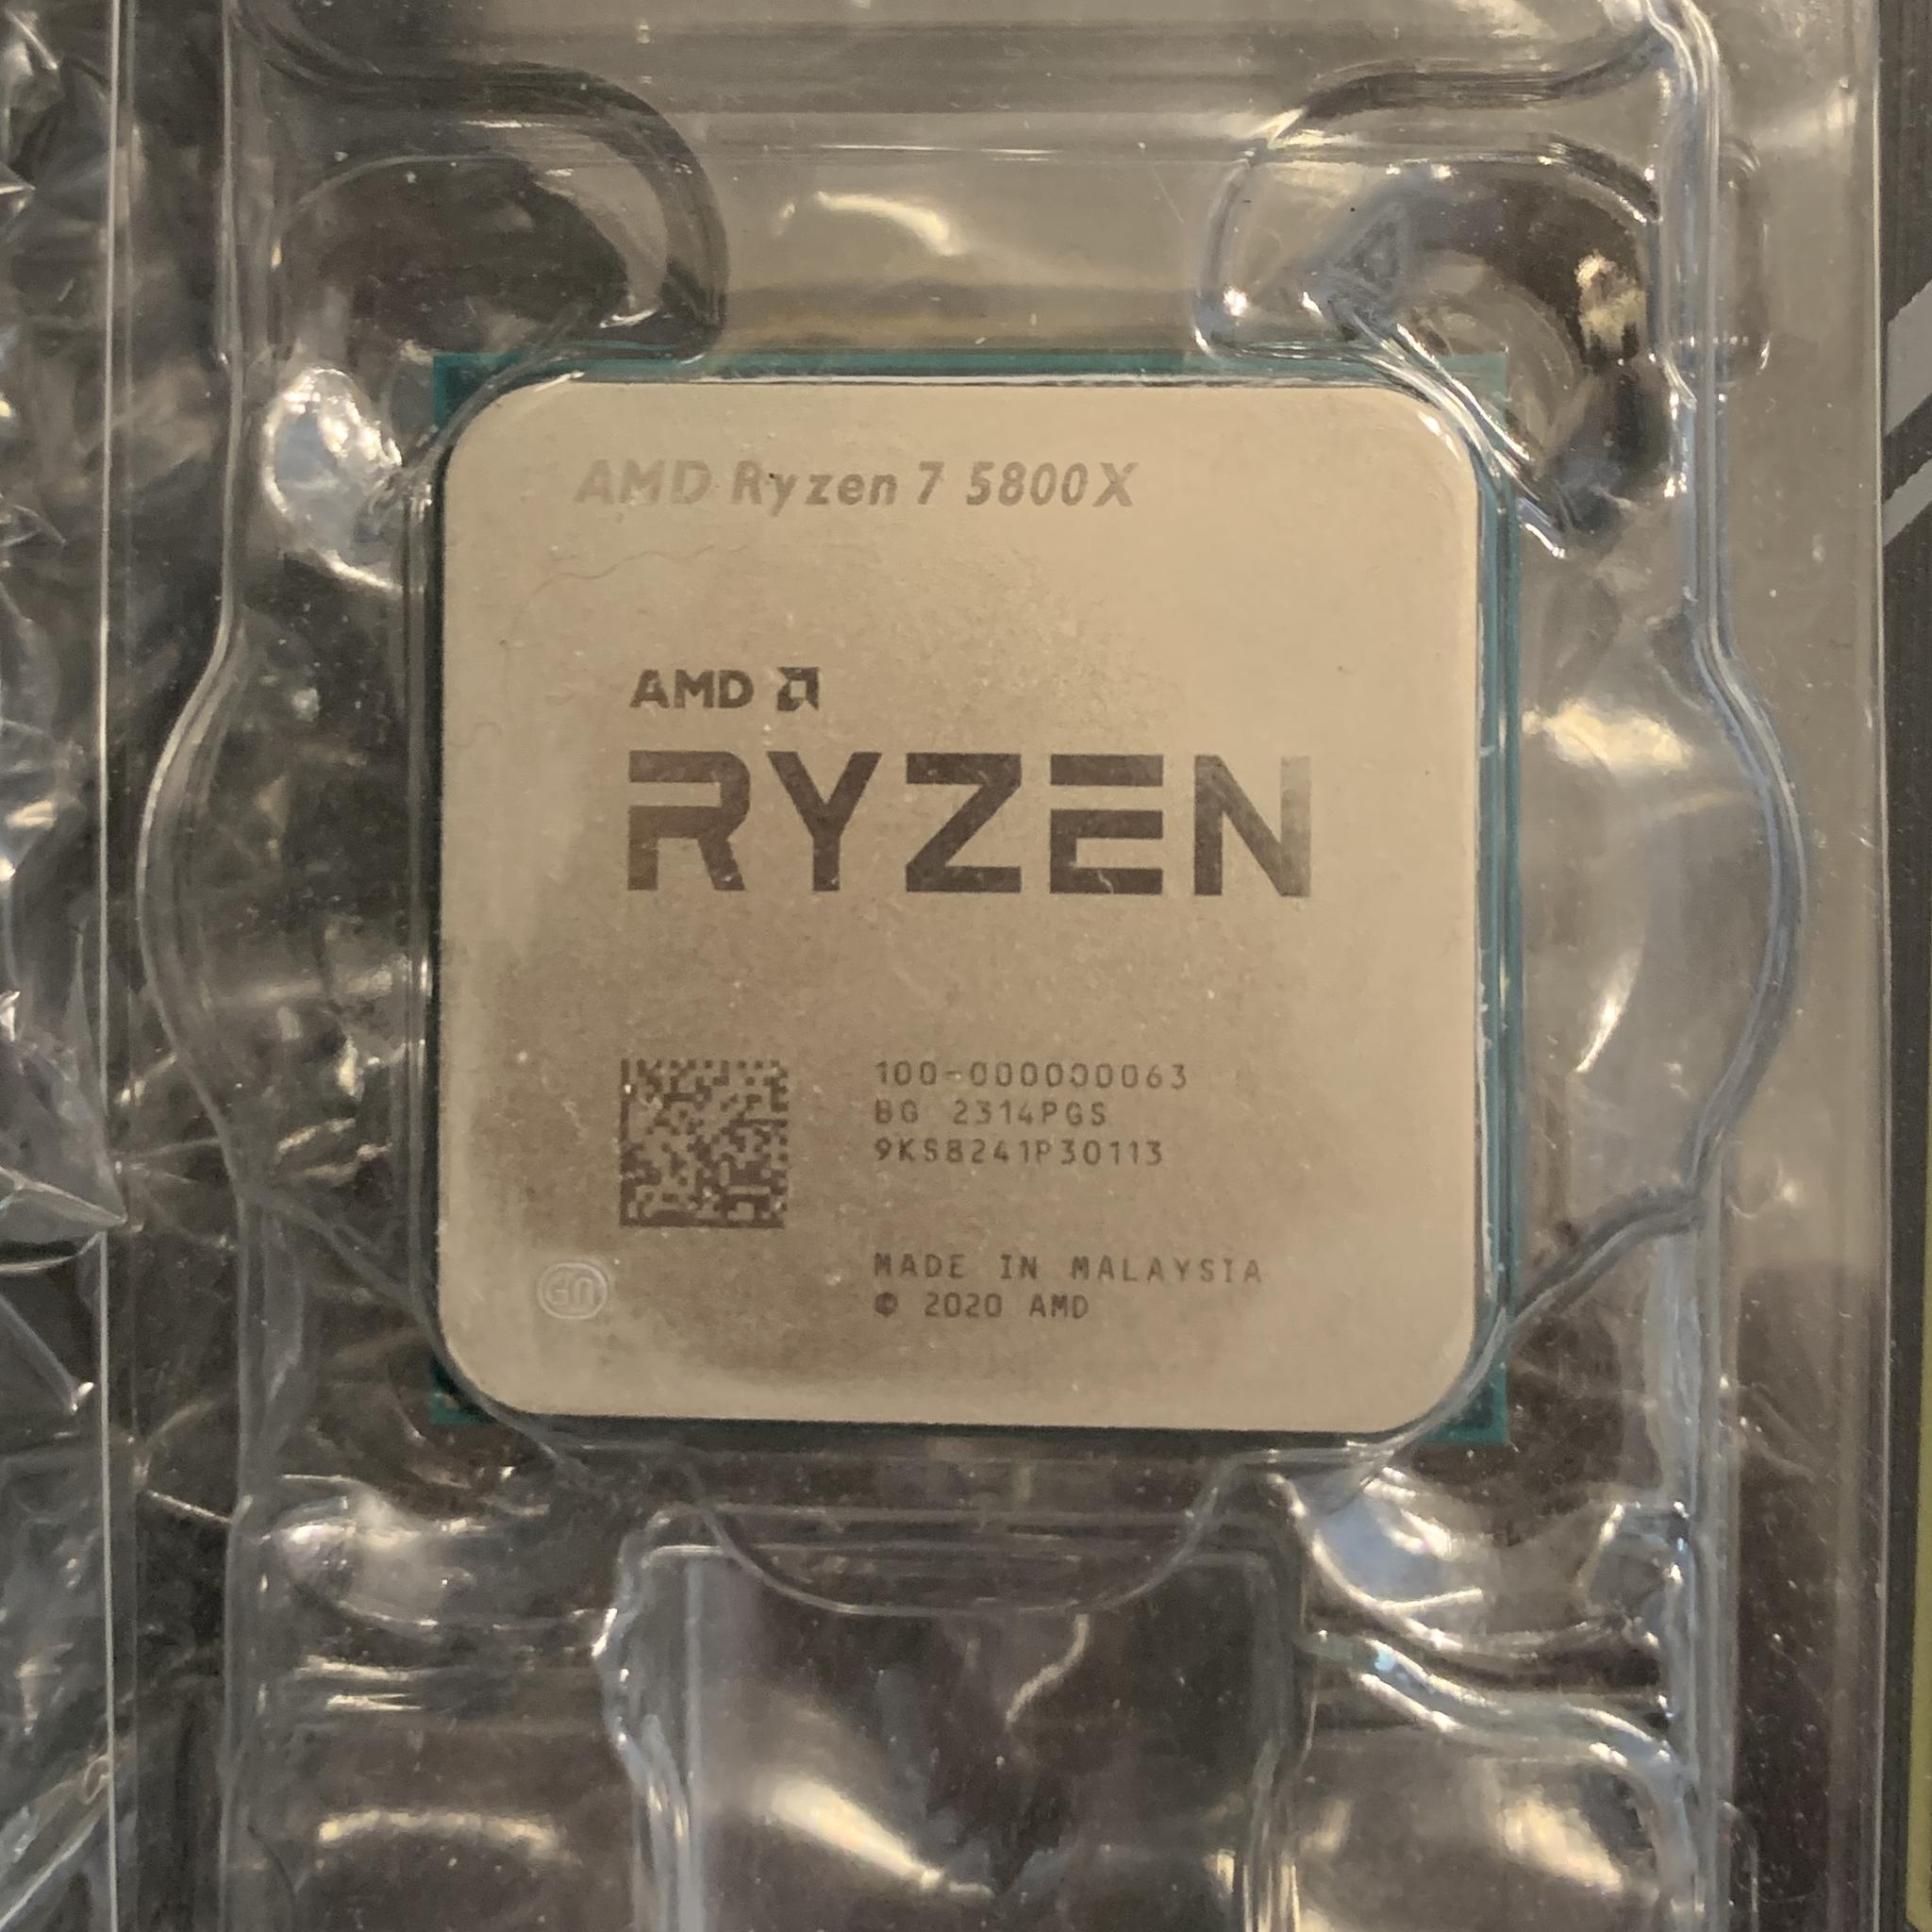 AMD Ryzen 7 5800X
AMD
RYZEN
100-000000063
BG 2314PGS
9KS8241P30113
MADE IN MALAYSIA
© 2020 AMD